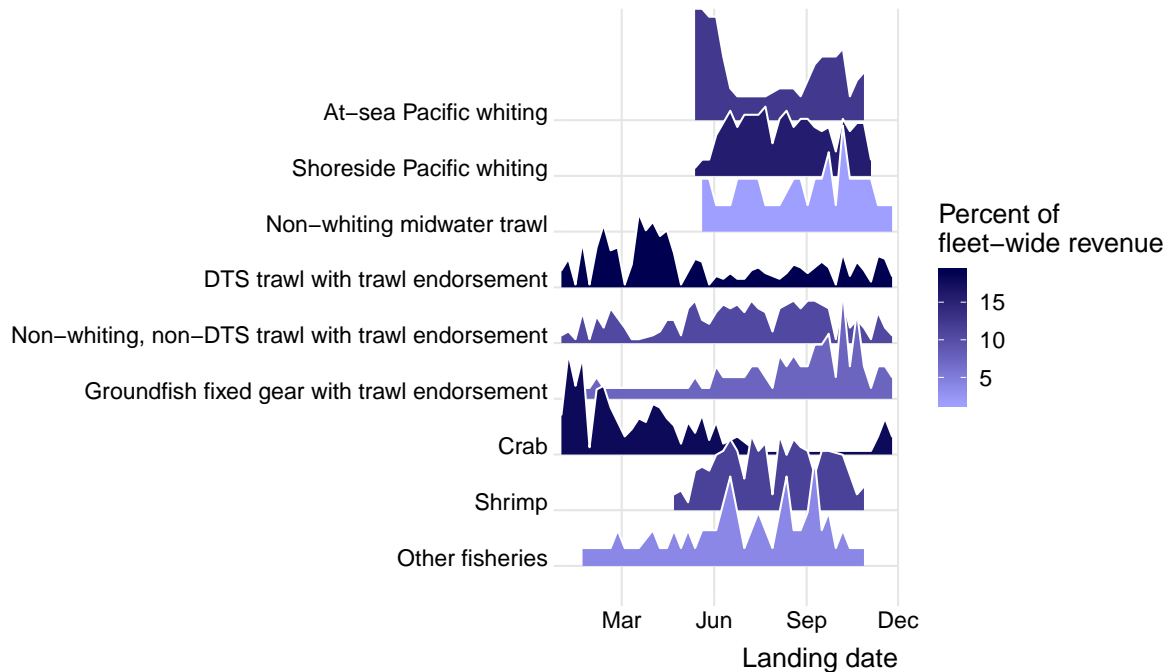 At−sea Pacific whiting
Shoreside Pacific whiting
Non−whiting midwater trawl
DTS trawl with trawl endorsement
Non−whiting, non−DTS trawl with trawl endorsement
Groundfish fixed gear with trawl endorsement
Crab
Shrimp
Other fisheries
Mar Jun Sep Dec
Landing date
Percent of
fleet−wide revenue
15
10
5